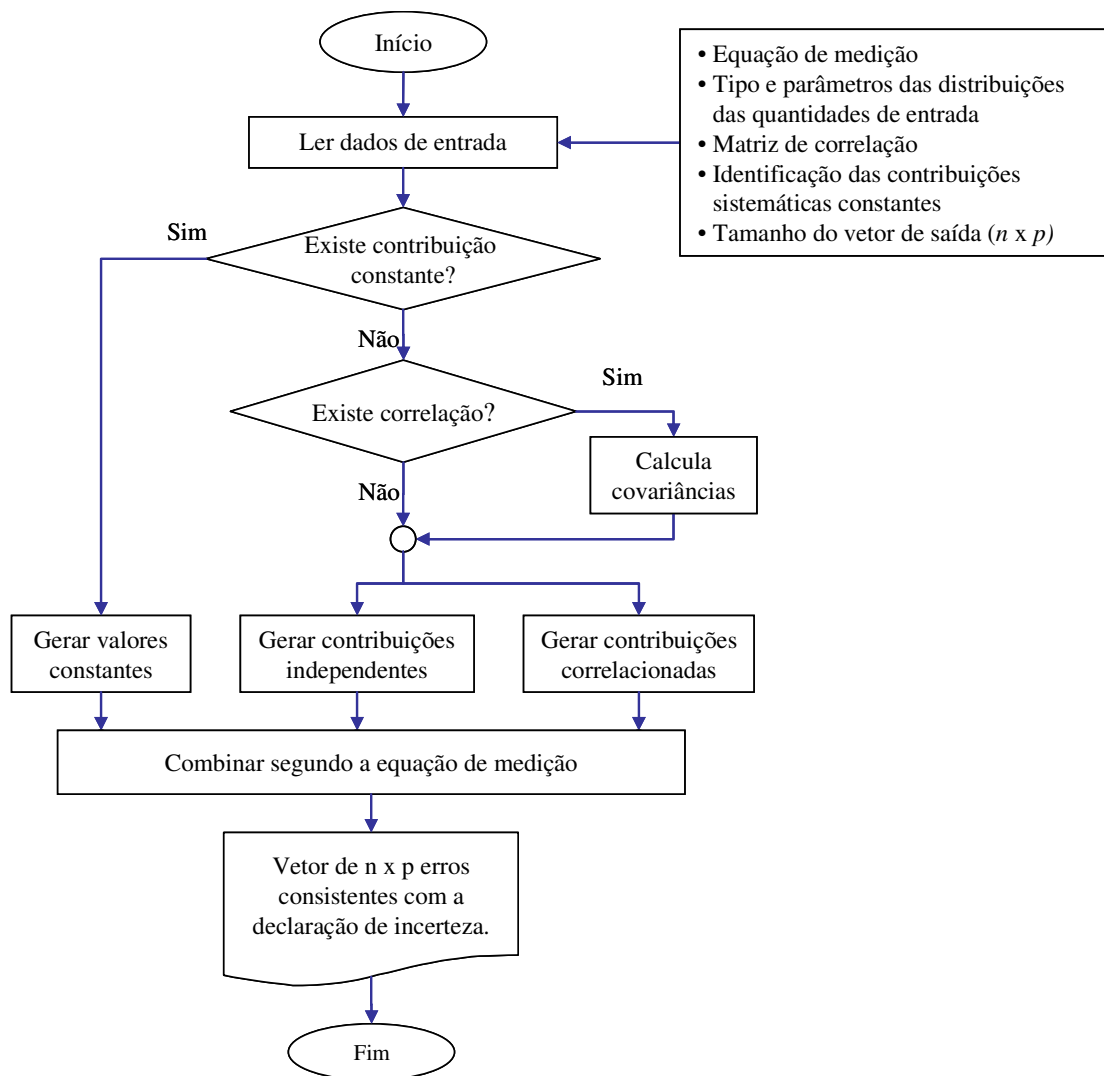 Início
• Equação de medição
• Tipo e parâmetros das distribuições
das quantidades de entrada
• Matriz de correlação
• Identificação das contribuições
sistemáticas constantes
• Tamanho do vetor de saída (n x p)
Ler dados de entrada
Sim
Existe contribuição
constante?
Não
Sim
Existe correlação?
Calcula
covariâncias
Não
Gerar valores
constantes
Gerar contribuições
independentes
Gerar contribuições
correlacionadas
Combinar segundo a equação de medição
Vetor de n x p erros
consistentes com a
declaração de incerteza.
Fim